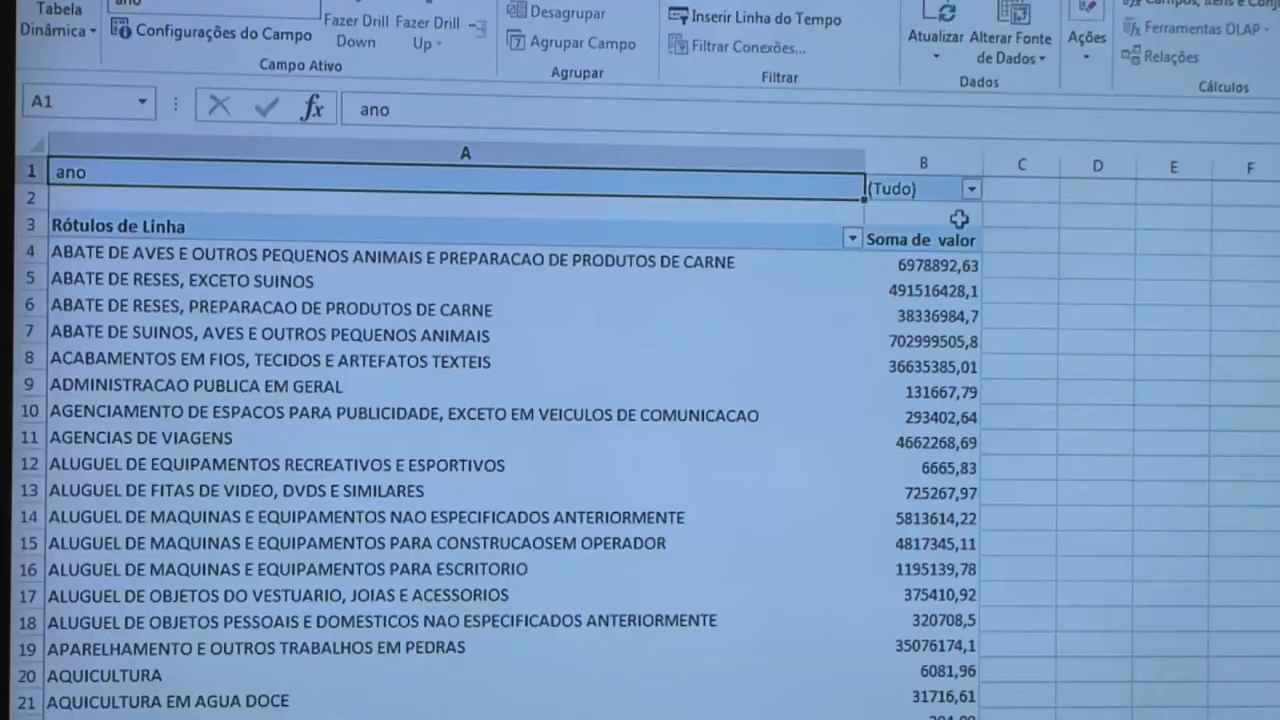 Tabela
Dinâmica
ano
Configurações do Campo
Fazer Drill
Down
Fazer Drill
Up
Campo Ativo
Desagrupar
Agrupar Campo
Agrupar
Inserir Linha do Tempo
Filtrar Conexões...
Filtrar
Atualizar
Alterar Fonte
de Dados
Dados
Ações
Ferramentas OLAP
Relações
Cálculos
A1
fx
ano
A B C D E F
1 ano (Tudo)
2
3 Rótulos de Linha Soma de valor
4 ABATE DE AVES E OUTROS PEQUENOS ANIMAIS E PREPARACAO DE PRODUTOS DE CARNE 6978892,63
5 ABATE DE RESES, EXCETO SUINOS 491516428,1
6 ABATE DE RESES, PREPARACAO DE PRODUTOS DE CARNE 38336984,7
7 ABATE DE SUINOS, AVES E OUTROS PEQUENOS ANIMAIS 702999505,8
8 ACABAMENTOS EM FIOS, TECIDOS E ARTEFATOS TEXTEIS 36635385,01
9 ADMINISTRACAO PUBLICA EM GERAL 131667,79
10 AGENCIAMENTO DE ESPACOS PARA PUBLICIDADE, EXCETO EM VEICULOS DE COMUNICACAO 293402,64
11 AGENCIAS DE VIAGENS 4662268,69
12 ALUGUEL DE EQUIPAMENTOS RECREATIVOS E ESPORTIVOS 6665,83
13 ALUGUEL DE FITAS DE VIDEO, DVDS E SIMILARES 725267,97
14 ALUGUEL DE MAQUINAS E EQUIPAMENTOS NAO ESPECIFICADOS ANTERIORMENTE 5813614,22
15 ALUGUEL DE MAQUINAS E EQUIPAMENTOS PARA CONSTRUCAOSEM OPERADOR 4817345,11
16 ALUGUEL DE MAQUINAS E EQUIPAMENTOS PARA ESCRITORIO 1195139,78
17 ALUGUEL DE OBJETOS DO VESTUARIO, JOIAS E ACESSORIOS 375410,92
18 ALUGUEL DE OBJETOS PESSOAIS E DOMESTICOS NAO ESPECIFICADOS ANTERIORMENTE 320708,5
19 APARELHAMENTO E OUTROS TRABALHOS EM PEDRAS 35076174,1
20 AQUICULTURA 6081,96
21 AQUICULTURA EM AGUA DOCE 31716,61